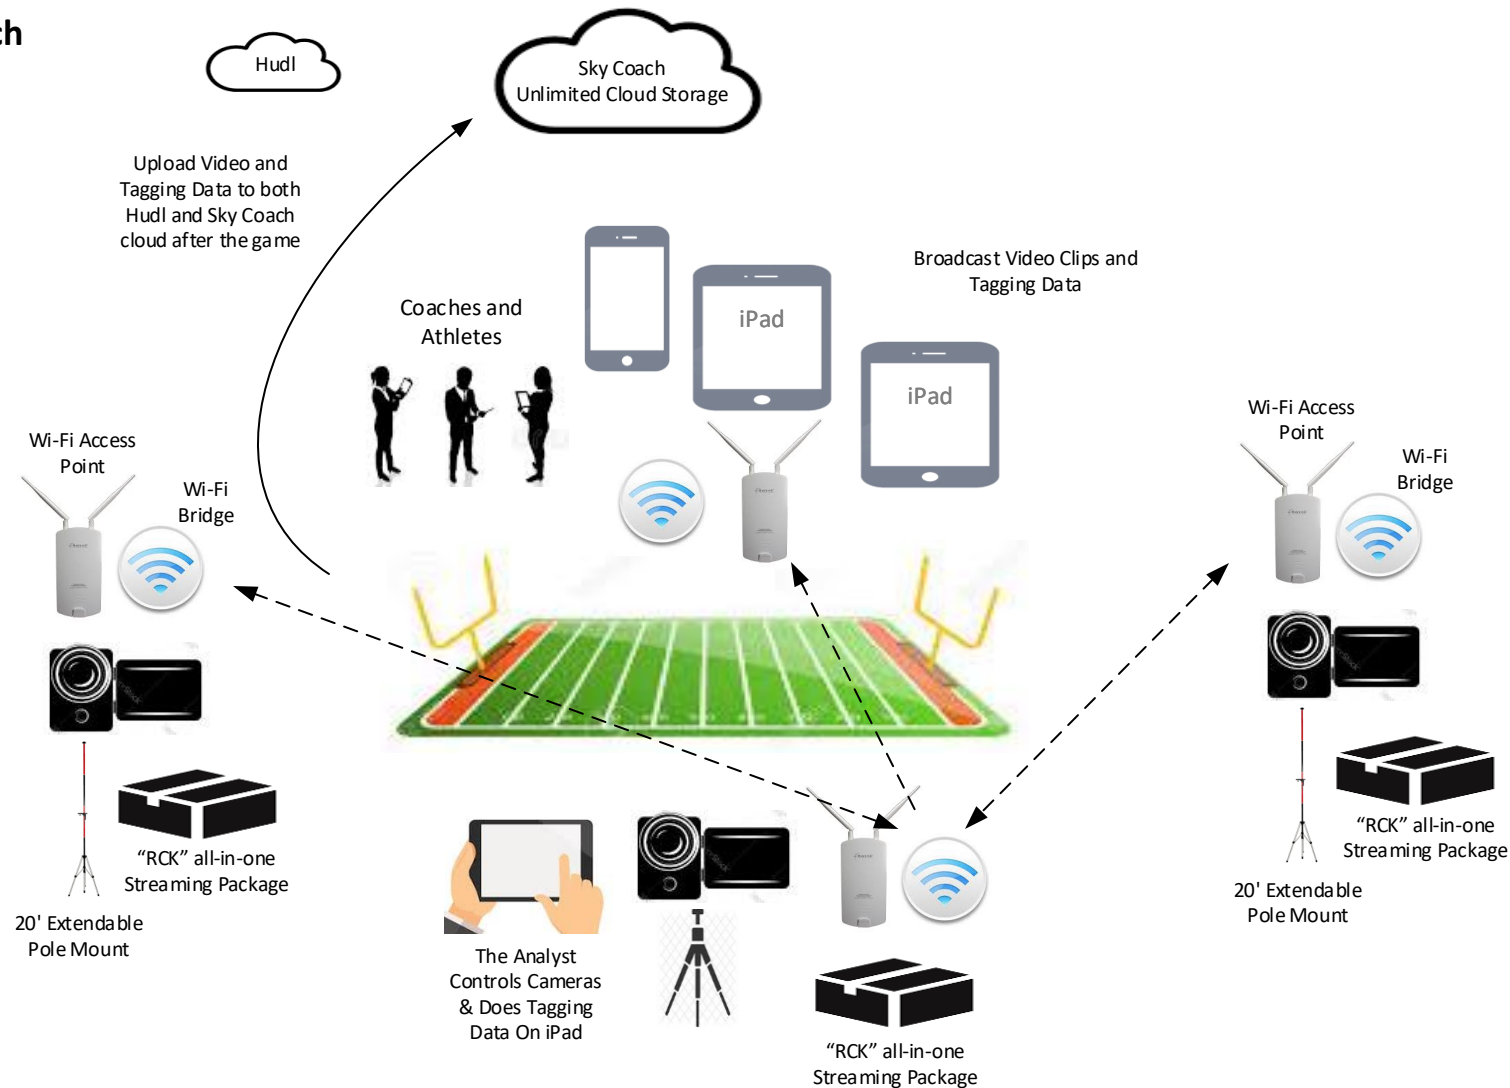 ch
Hudl
Sky Coach
Unlimited Cloud Storage
Upload Video and
Tagging Data to both
Hudl and Sky Coach
cloud after the game
Broadcast Video Clips and
Tagging Data
Coaches and
Athletes
iPad
iPad
Wi-Fi Access
Point
Wi-Fi
Bridge
Wi-Fi Access
Point
Wi-Fi
Bridge
“RCK” all-in-one
Streaming Package
20' Extendable
Pole Mount
The Analyst
Controls Cameras
& Does Tagging
Data On iPad
“RCK” all-in-one
Streaming Package
“RCK” all-in-one
Streaming Package
20' Extendable
Pole Mount